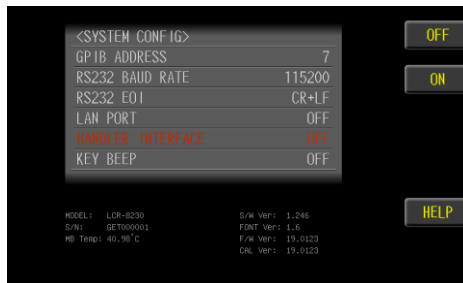 <SYSTEM CONFIG>
GPIB ADDRESS 7
RS232 BAUD RATE 115200
RS232 EOI CR+LF
LAN PORT OFF
HANDLER INTERFACE OFF
KEY BEEP OFF
OFF
ON
HELP
MODEL: LCR-8230 S/W Ver: 1.246
S/N: GET000001 FONT Ver: 1.6
MB Temp: 40.98°C F/W Ver: 19.0123
CAL Ver: 19.0123